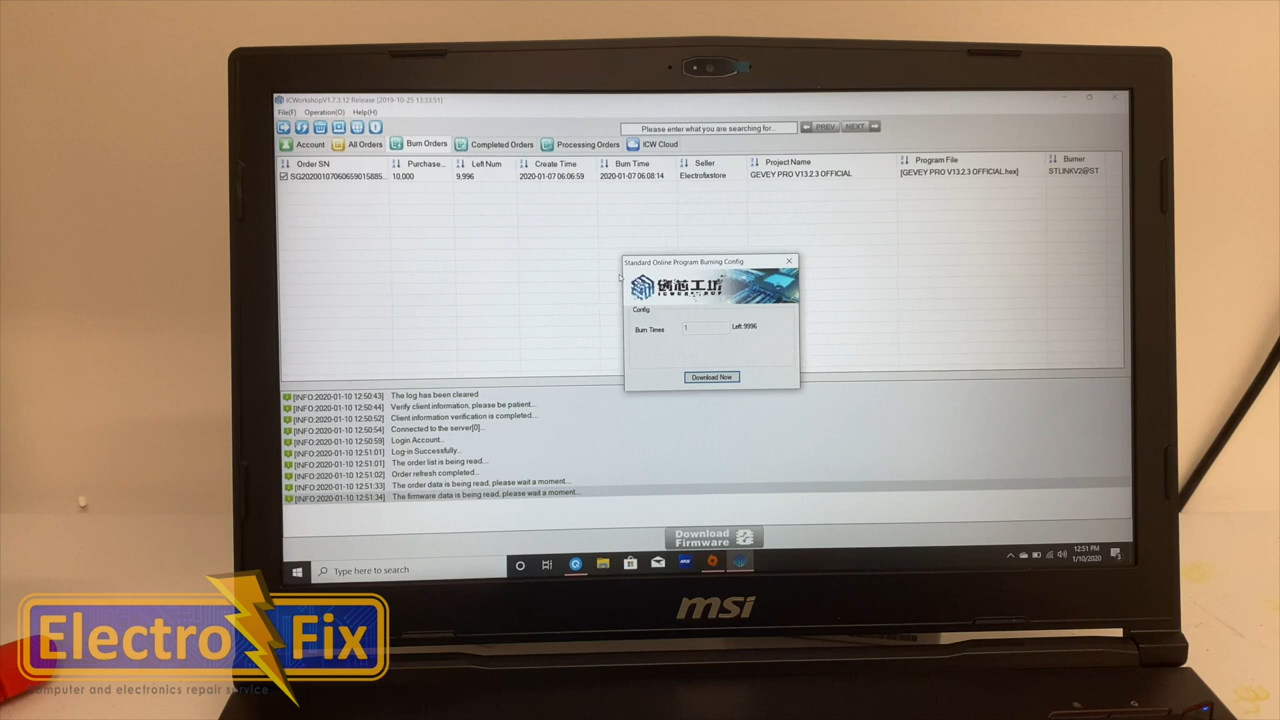 ICWorkshopV1.7.3.12 Release [2019-10-25 13:33:51]
File(F) Operation(O) Help(H)
Please enter what you are searching for...
PREV NEXT
Account All Orders Burn Orders Completed Orders Processing Orders ICW Cloud
Order SN Purchase... Left Num Create Time Burn Time Seller Project Name Program File Burner
SG20200107060659015885... 10,000 9,996 2020-01-07 06:06:59 2020-01-07 06:08:14 Electrofixstore GEVEY PRO V13.2.3 OFFICIAL [GEVEY PRO V13.2.3 OFFICIAL.hex] STLINKV2@ST
Standard Online Program Burning Config
创芯工坊
ICWORKSHOP
Config
Burn Times 1 Left:9996
Download Now
[INFO:2020-01-10 12:50:43] The log has been cleared
[INFO:2020-01-10 12:50:44] Verify client information, please be patient...
[INFO:2020-01-10 12:50:52] Client information verification is completed...
[INFO:2020-01-10 12:50:54] Connected to the server[0]...
[INFO:2020-01-10 12:50:59] Login Account...
[INFO:2020-01-10 12:51:01] Log-in Successfully...
[INFO:2020-01-10 12:51:01] The order list is being read...
[INFO:2020-01-10 12:51:02] Order refresh completed...
[INFO:2020-01-10 12:51:33] The order data is being read, please wait a moment...
[INFO:2020-01-10 12:51:34] The firmware data is being read, please wait a moment...
Download
Firmware
Type here to search
12:51 PM
1/10/2020
msi
Electro Fix
computer and electronics repair service